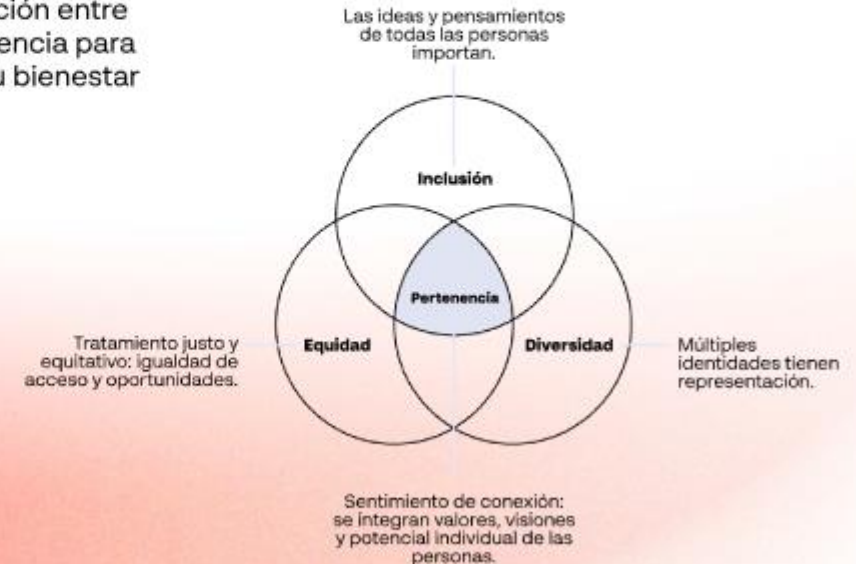 ción entre
encia para
u bienestar
Las ideas y pensamientos
de todas las personas
importan.
Inclusión
Pertenencia
Equidad
Diversidad
Tratamiento justo y
equitativo: igualdad de
acceso y oportunidades.
Múltiples
identidades tienen
representación.
Sentimiento de conexión:
se integran valores, visiones
y potencial individual de las
personas.